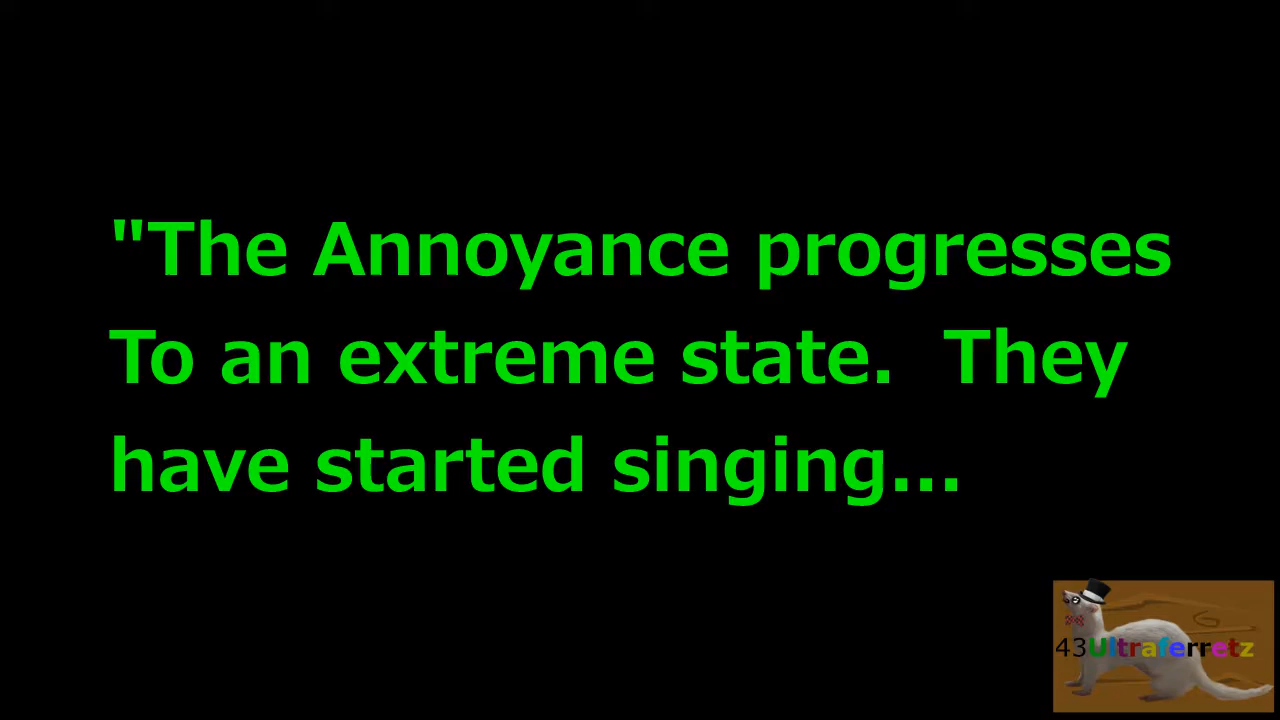 "The Annoyance progresses
To an extreme state.  They
have started singing...
43Ultraferretz